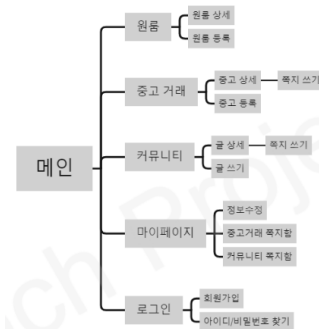 메인
원룸
원룸 상세
원룸 등록
중고 거래
중고 상세
쪽지 쓰기
중고 등록
커뮤니티
글 상세
쪽지 쓰기
글 쓰기
마이페이지
정보수정
중고거래 쪽지함
커뮤니티 쪽지함
로그인
회원가입
아이디/비밀번호 찾기
ch Proje